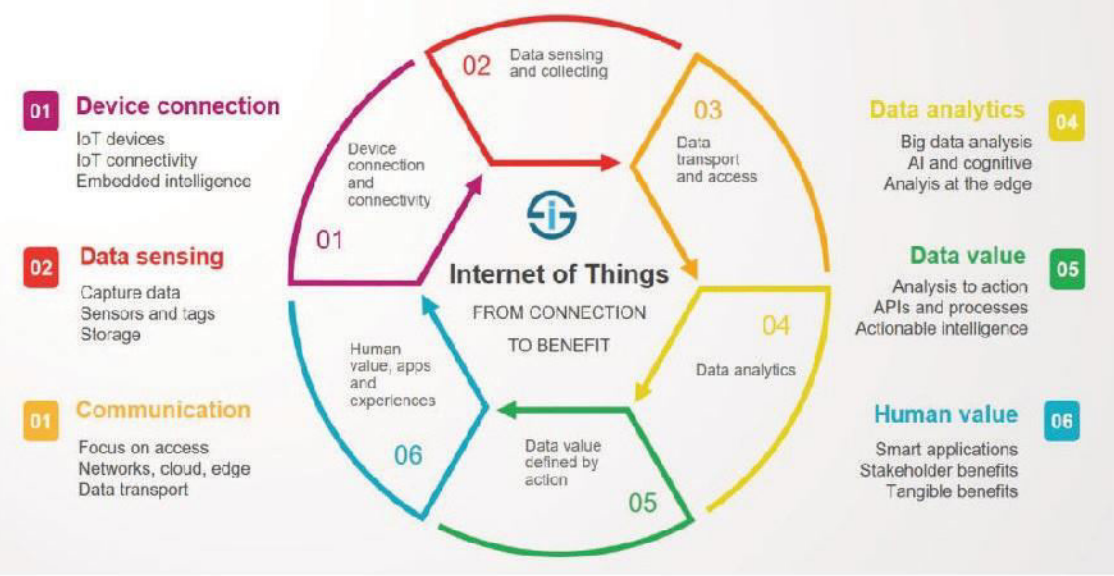 01 Device connection
IoT devices
IoT connectivity
Embedded intelligence
02 Data sensing
Capture data
Sensors and tags
Storage
01 Communication
Focus on access
Networks, cloud, edge
Data transport
02 Data sensing
and collecting
03
Data
transport
and access
Device
connection
and
connectivity
01
SiG
Internet of Things
FROM CONNECTION
TO BENEFIT
04
Data analytics
Human
value, apps
and
experiences
06
Data value
defined by
action
05
Data analytics 04
Big data analysis
AI and cognitive
Analyis at the edge
Data value 05
Analysis to action
APIs and processes
Actionable intelligence
Human value 06
Smart applications
Stakeholder benefits
Tangible benefits